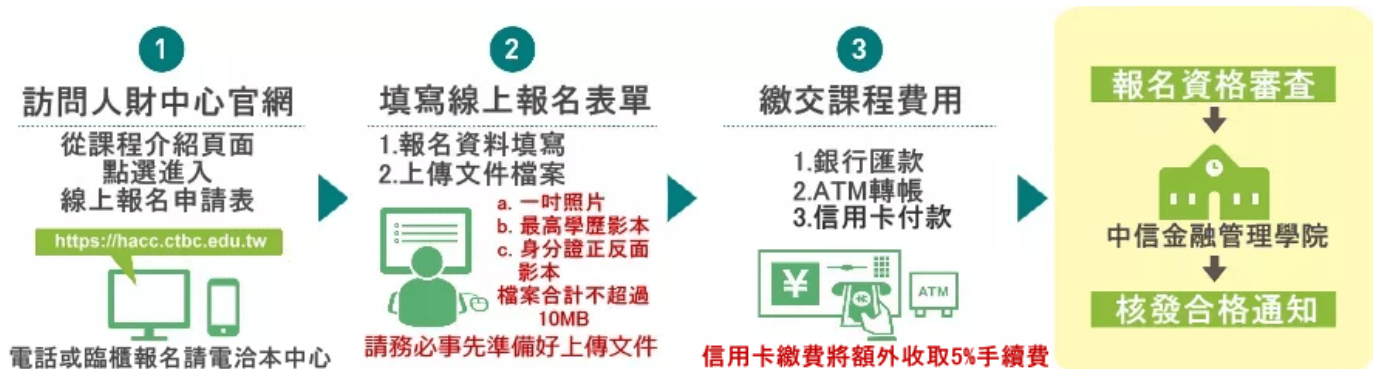 1
訪問人財中心官網
從課程介紹頁面
點選進入
線上報名申請表
https://hacc.ctbc.edu.tw
電話或臨櫃報名請電洽本中心
2
填寫線上報名表單
1.報名資料填寫
2.上傳文件檔案
a. 一吋照片
b. 最高學歷影本
c. 身分證正反面
影本
檔案合計不超過
10MB
請務必事先準備好上傳文件
3
繳交課程費用
1.銀行匯款
2.ATM轉帳
3.信用卡付款
¥
ATM
信用卡繳費將額外收取5%手續費
報名資格審查
中信金融管理學院
核發合格通知